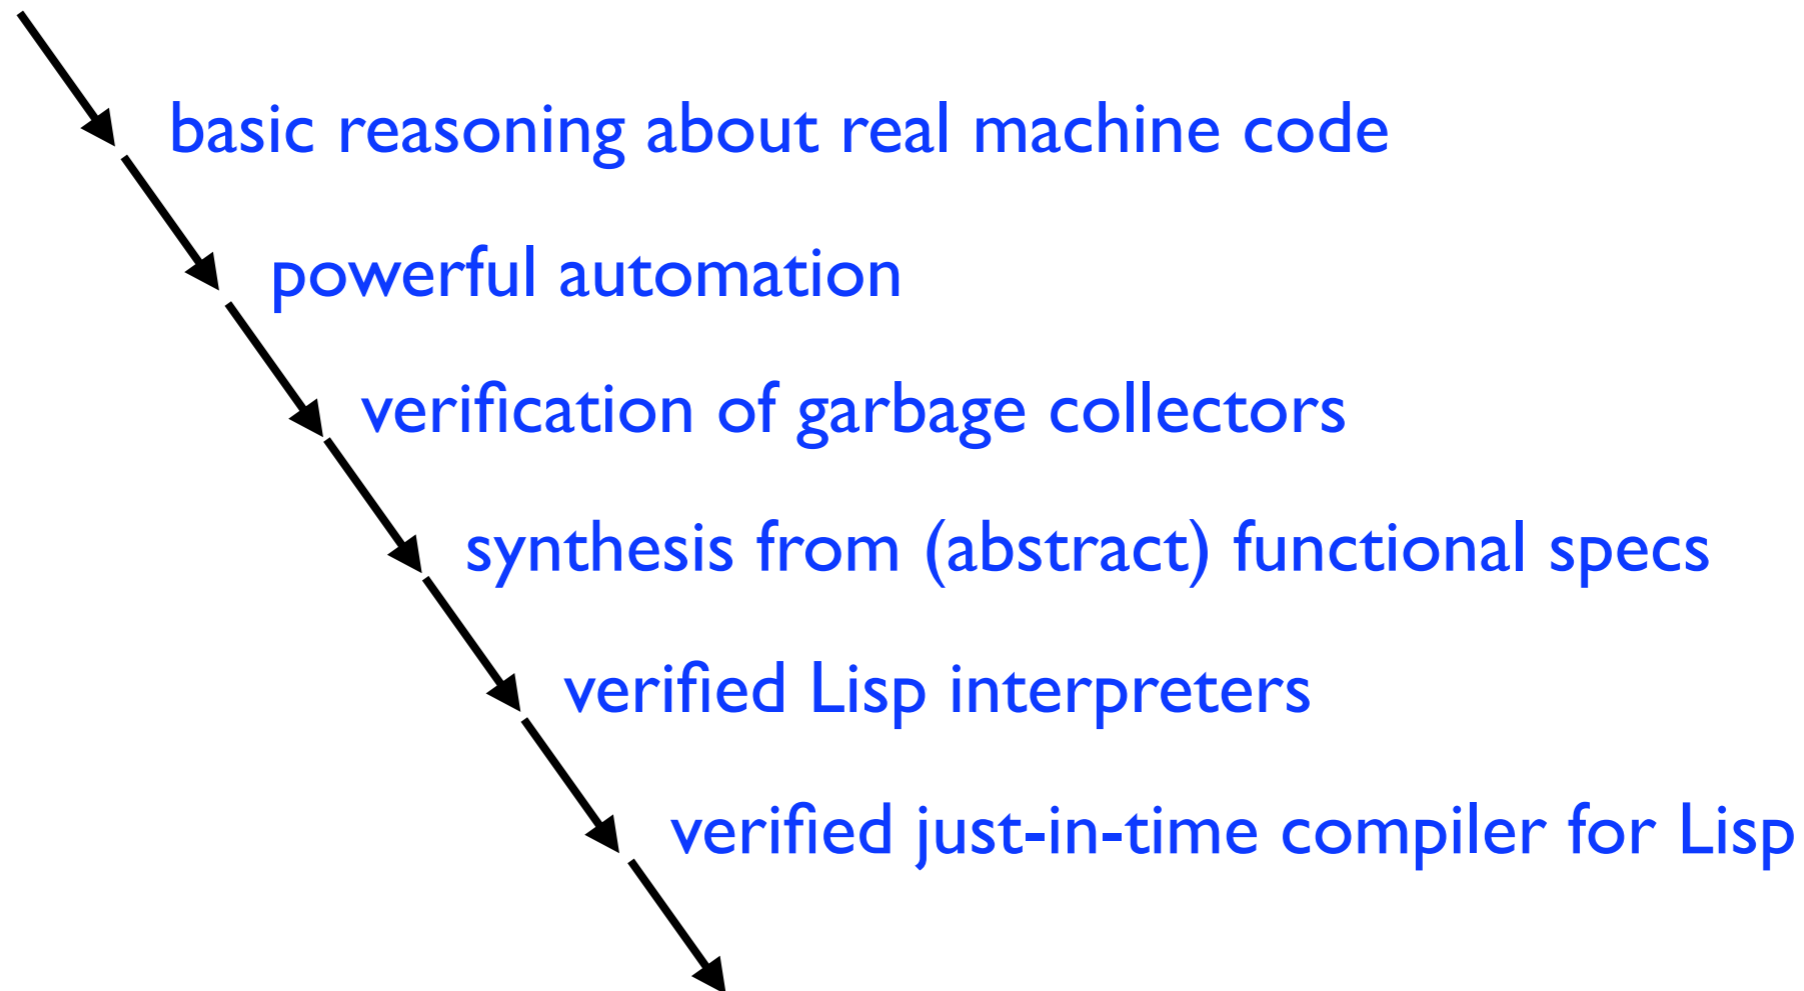 basic reasoning about real machine code
powerful automation
verification of garbage collectors
synthesis from (abstract) functional specs
verified Lisp interpreters
verified just-in-time compiler for Lisp